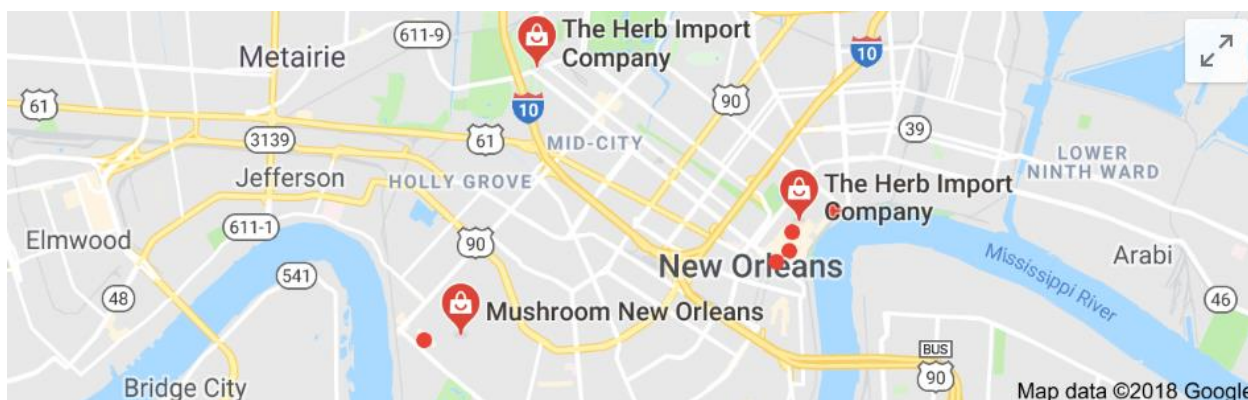 611-9
The Herb Import
Company
Metairie
10
61
10
90
3139
61
MID-CITY
39
LOWER
NINTH WARD
Jefferson
HOLLY GROVE
The Herb Import
Company
611-1
Elmwood
90
New Orleans
Mississippi River
Arabi
541
48
Mushroom New Orleans
46
BUS
90
Bridge City
Map data ©2018 Google